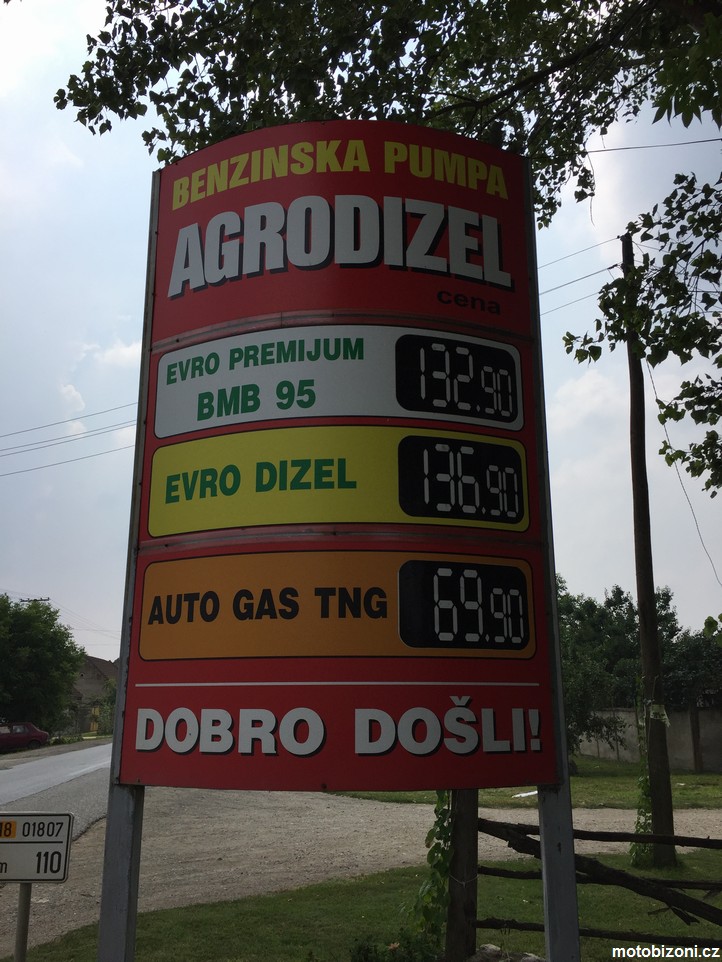 BENZINSKA PUMPA
AGRODIZEL
cena
EVRO PREMIJUM
BMB 95
132.90
EVRO DIZEL
136.90
AUTO GAS TNG
69.90
DOBRO DOŠLI!
18 01807
m 110
motobizoni.cz